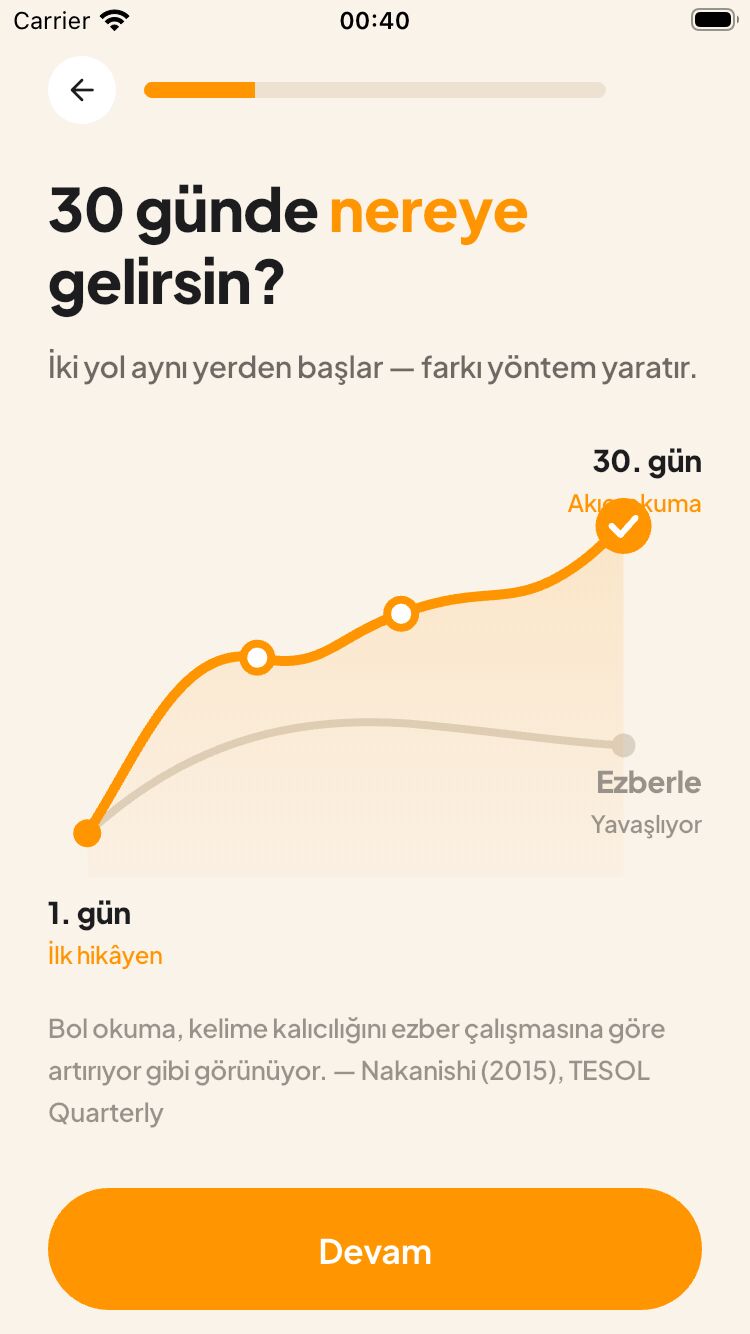 Carrier
00:40
30 günde nereye
gelirsin?
İki yol aynı yerden başlar — farkı yöntem yaratır.
30. gün
okuma
Ezberle
Yavaşlıyor
1. gün
İlk hikâyen
Bol okuma, kelime kalıcılığını ezber çalışmasına göre
artırıyor gibi görünüyor. — Nakanishi (2015), TESOL
Quarterly
Devam